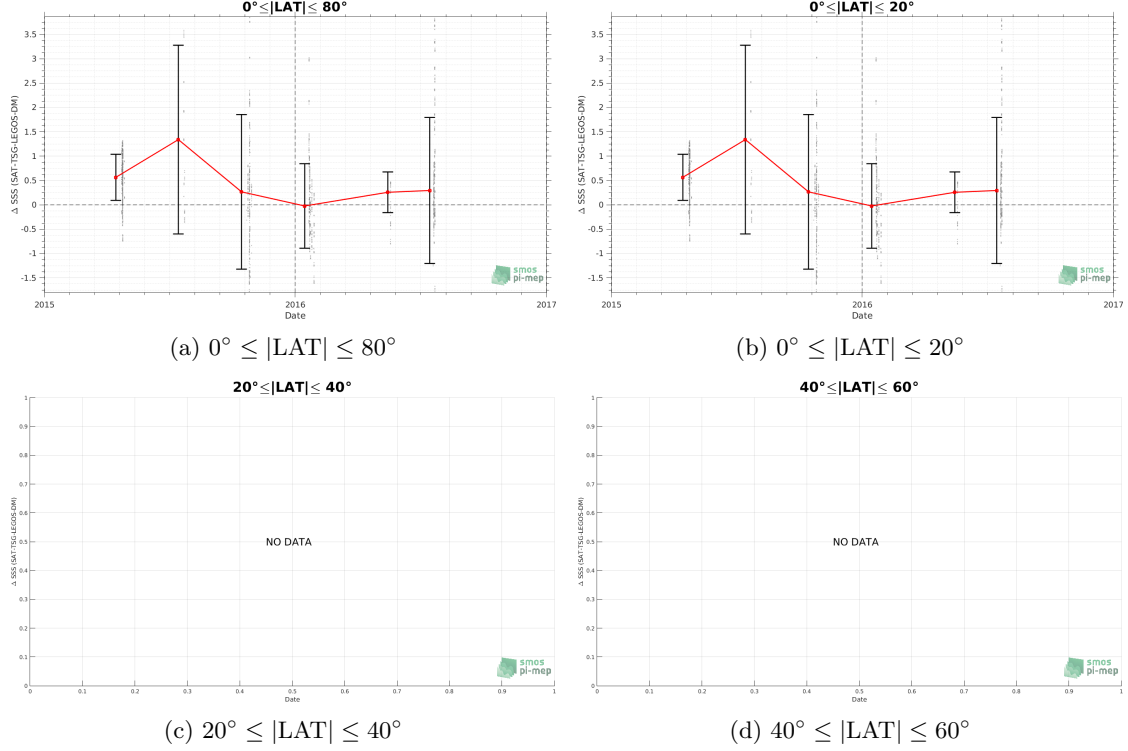 0°≤|LAT|≤ 80°
Δ SSS (SAT-TSG-LEGOS-DM)
3.5
3
2.5
2
1.5
1
0.5
0
-0.5
-1
-1.5
2015 2016 2017
Date
smos
pi-mep
(a) 0° ≤ |LAT| ≤ 80°
0°≤|LAT|≤ 20°
Δ SSS (SAT-TSG-LEGOS-DM)
3.5
3
2.5
2
1.5
1
0.5
0
-0.5
-1
-1.5
2015 2016 2017
Date
smos
pi-mep
(b) 0° ≤ |LAT| ≤ 20°
20°≤|LAT|≤ 40°
Δ SSS (SAT-TSG-LEGOS-DM)
1
0.9
0.8
0.7
0.6
0.5
0.4
0.3
0.2
0.1
0
NO DATA
0 0.1 0.2 0.3 0.4 0.5 0.6 0.7 0.8 0.9 1
Date
smos
pi-mep
(c) 20° ≤ |LAT| ≤ 40°
40°≤|LAT|≤ 60°
Δ SSS (SAT-TSG-LEGOS-DM)
1
0.9
0.8
0.7
0.6
0.5
0.4
0.3
0.2
0.1
0
NO DATA
0 0.1 0.2 0.3 0.4 0.5 0.6 0.7 0.8 0.9 1
Date
smos
pi-mep
(d) 40° ≤ |LAT| ≤ 60°